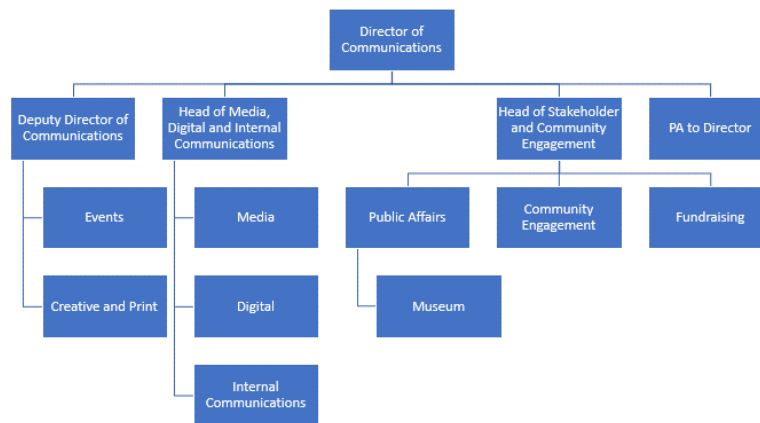 Director of
Communications
Deputy Director of
Communications
Head of Media,
Digital and Internal
Communications
Head of Stakeholder
and Community
Engagement
PA to Director
Events
Media
Public Affairs
Community
Engagement
Fundraising
Creative and Print
Digital
Museum
Internal
Communications